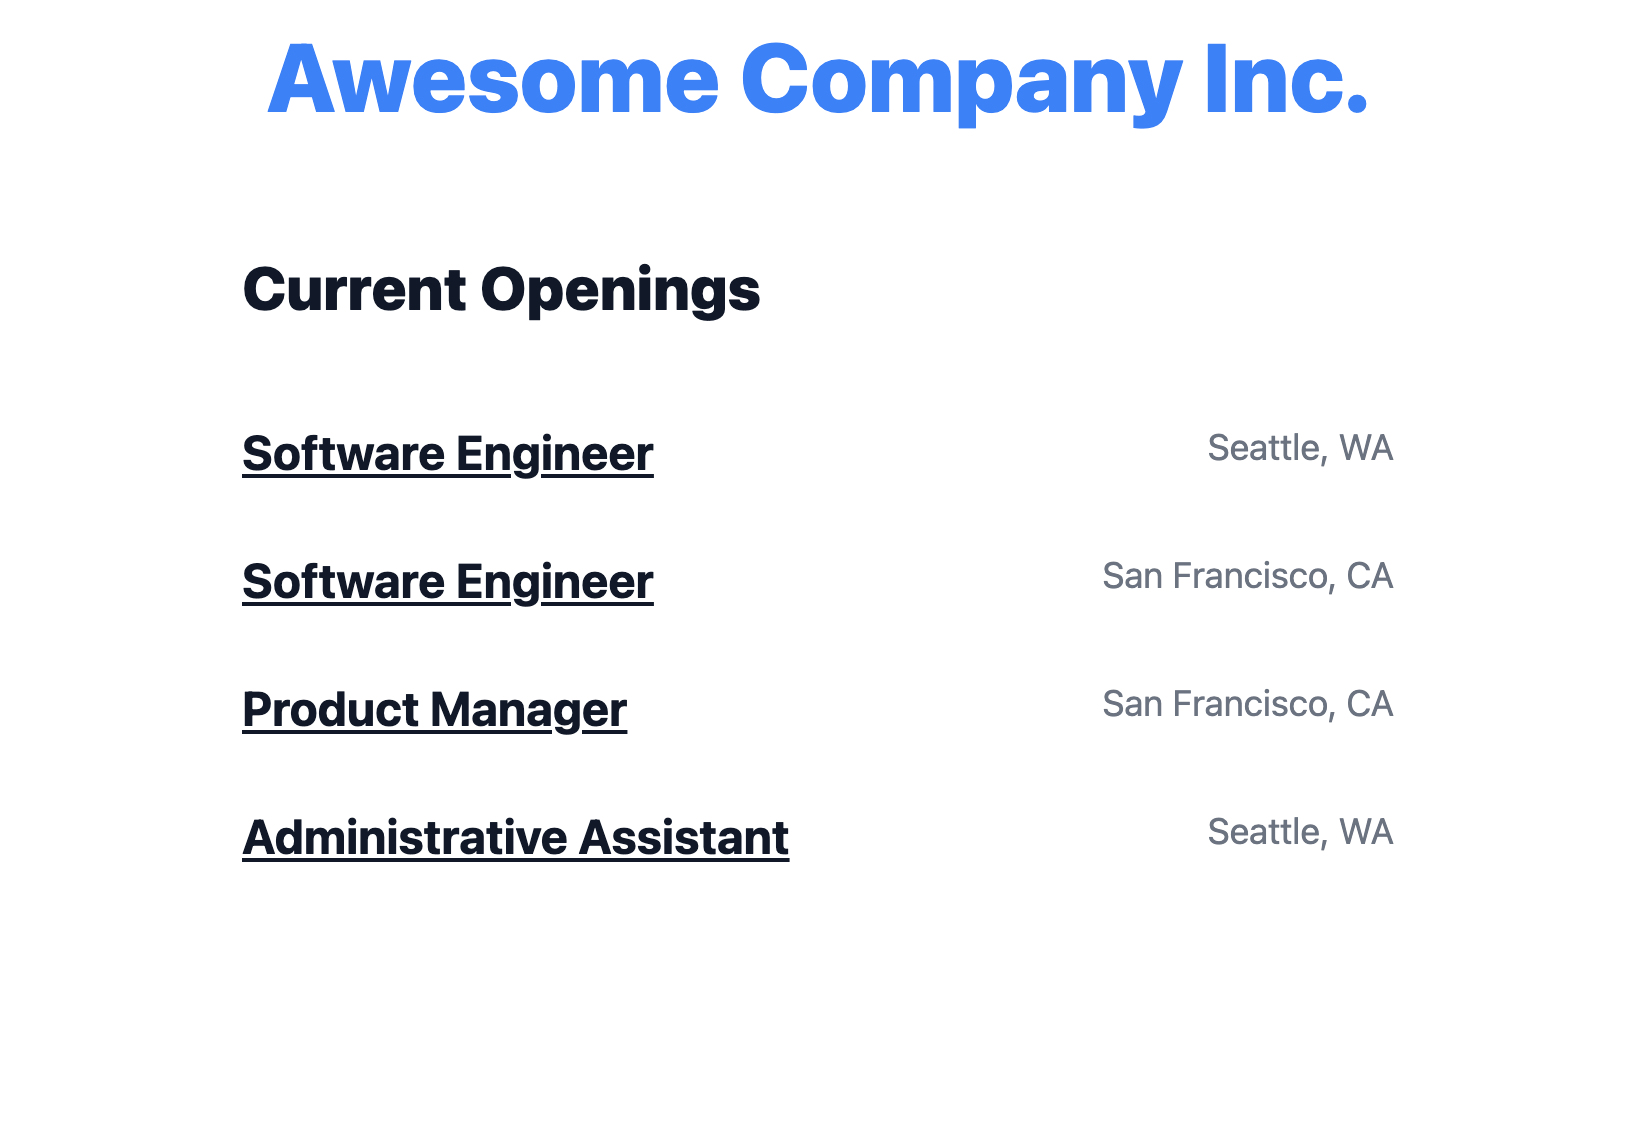 Awesome Company Inc.
Current Openings
Software Engineer Seattle, WA
Software Engineer San Francisco, CA
Product Manager San Francisco, CA
Administrative Assistant Seattle, WA